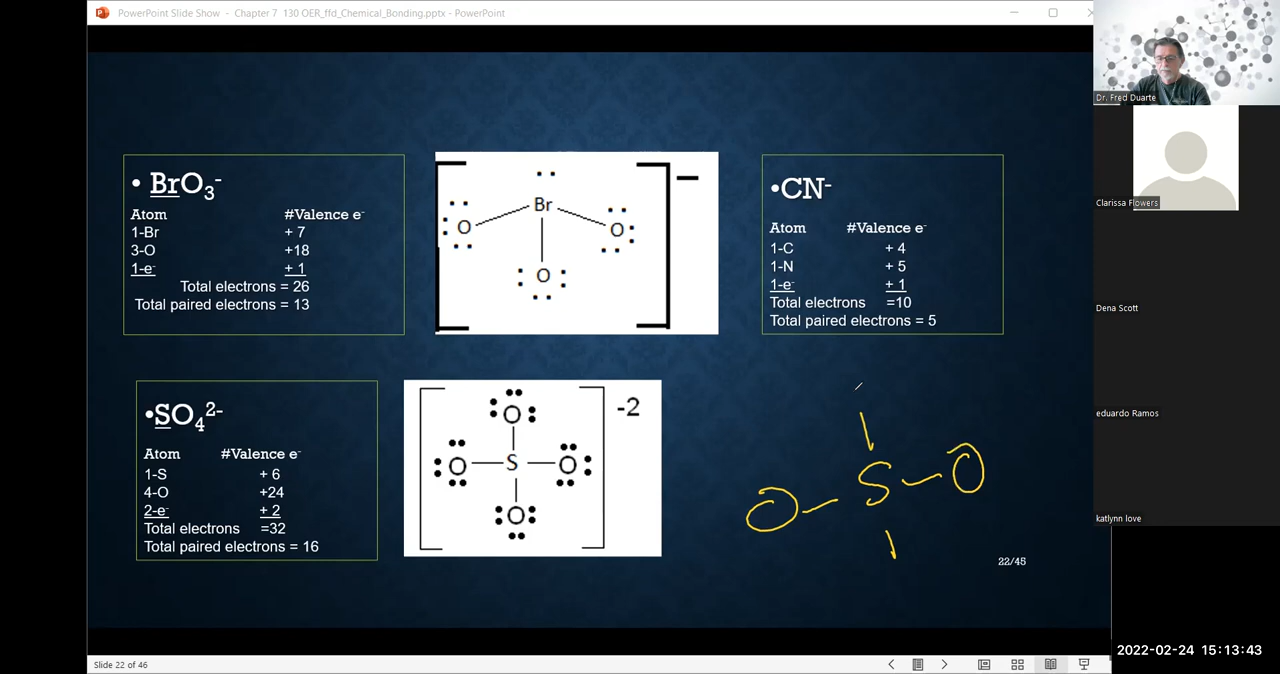 PowerPoint Slide Show - Chapter 7 130 OER_ffd_Chemical_Bonding.pptx - PowerPoint
Dr. Fred Duarte
Clarissa Flowers
Dena Scott
eduardo Ramos
katlynn love
• BrO₃⁻
Atom #Valence e⁻
1-Br + 7
3-O +18
1-e⁻ + 1
Total electrons = 26
Total paired electrons = 13
Br
O O
O
−
•CN⁻
Atom #Valence e⁻
1-C + 4
1-N + 5
1-e⁻ + 1
Total electrons =10
Total paired electrons = 5
•SO₄²⁻
Atom #Valence e⁻
1-S + 6
4-O +24
2-e⁻ + 2
Total electrons =32
Total paired electrons = 16
-2
O
O S O
O
O S O
22/45
2022-02-24 15:13:43
Slide 22 of 46